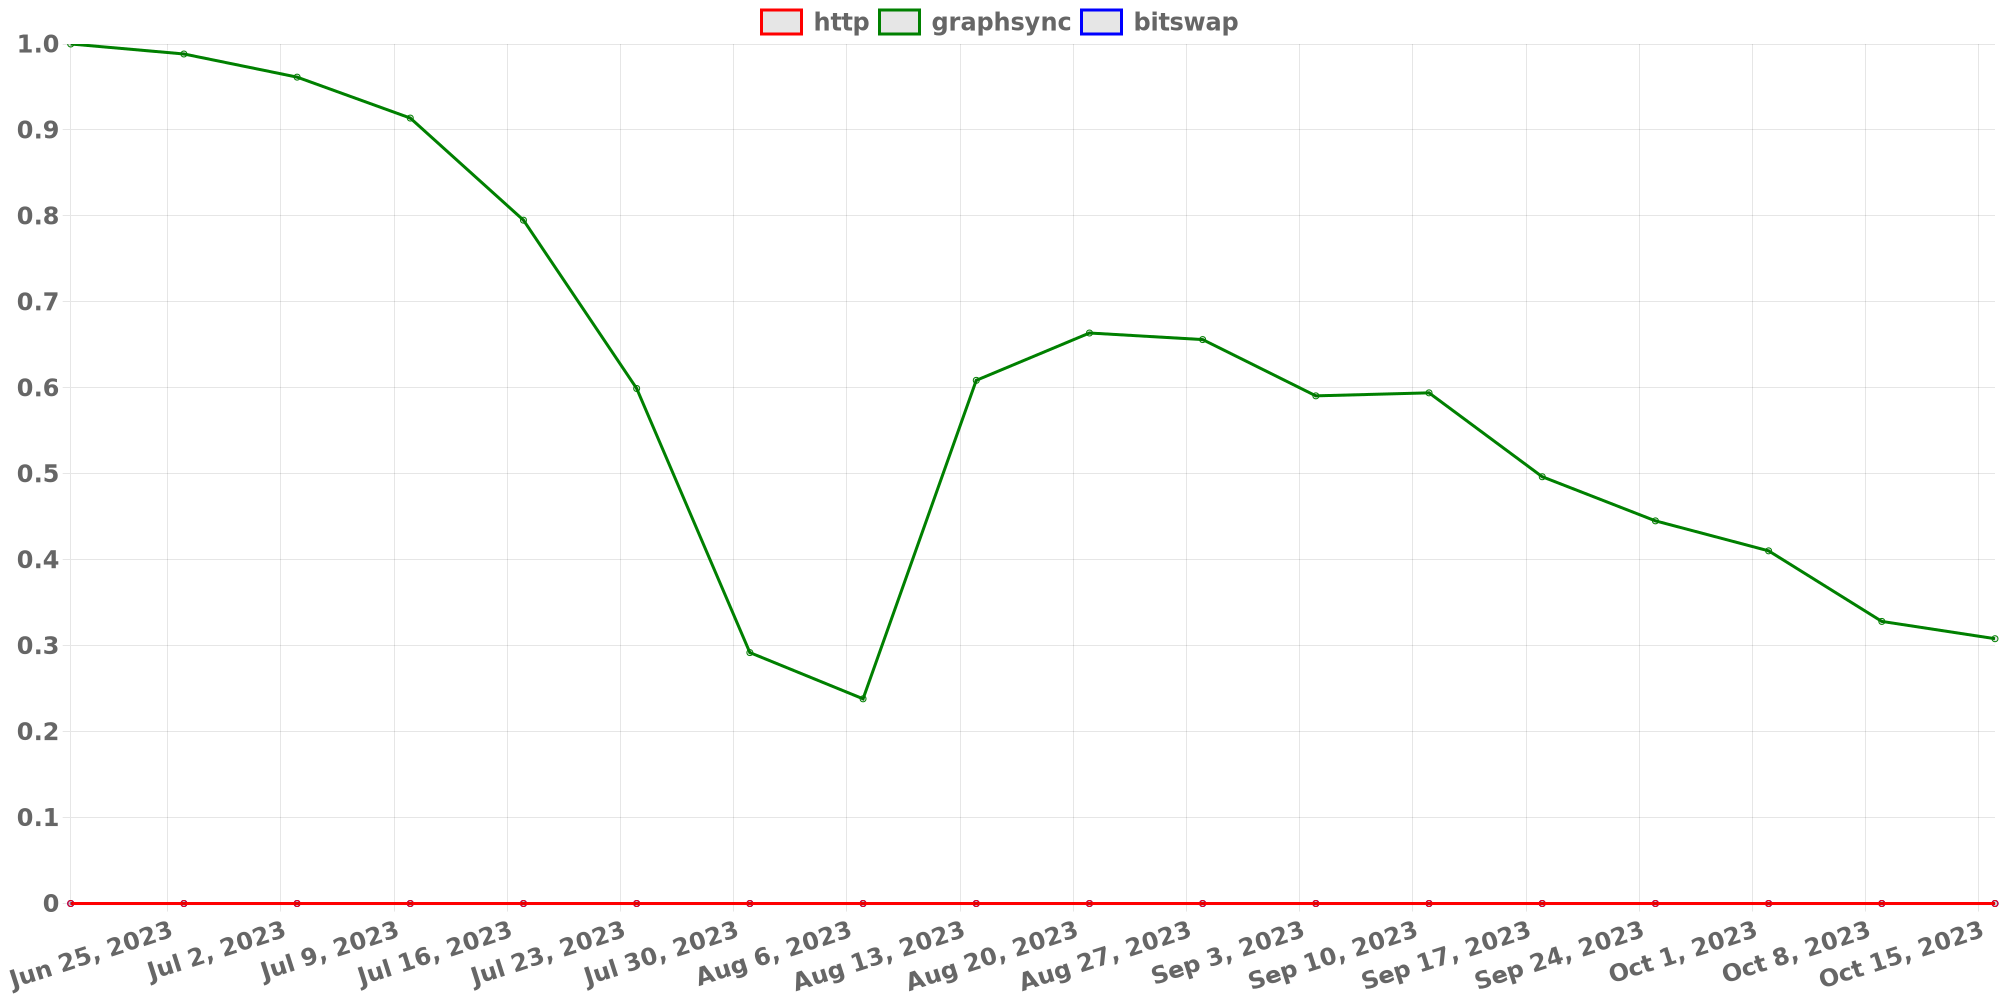 http graphsync bitswap
1.0
0.9
0.8
0.7
0.6
0.5
0.4
0.3
0.2
0.1
0
Jun 25, 2023
Jul 2, 2023
Jul 9, 2023
Jul 16, 2023
Jul 23, 2023
Jul 30, 2023
Aug 6, 2023
Aug 13, 2023
Aug 20, 2023
Aug 27, 2023
Sep 3, 2023
Sep 10, 2023
Sep 17, 2023
Sep 24, 2023
Oct 1, 2023
Oct 8, 2023
Oct 15, 2023